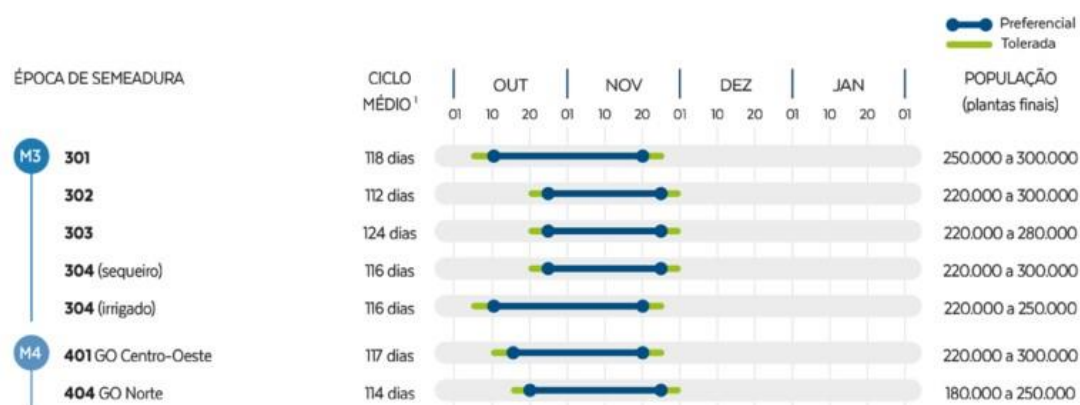 Preferencial
Tolerada
ÉPOCA DE SEMEADURA
CICLO
MÉDIO ¹
OUT NOV DEZ JAN
01 10 20 01 10 20 01 10 20 01 10 20 01
POPULAÇÃO
(plantas finais)
M3 301 118 dias 250.000 a 300.000
302 112 dias 220.000 a 300.000
303 124 dias 220.000 a 280.000
304 (sequeiro) 116 dias 220.000 a 300.000
304 (irrigado) 116 dias 220.000 a 250.000
M4 401 GO Centro-Oeste 117 dias 220.000 a 300.000
404 GO Norte 114 dias 180.000 a 250.000